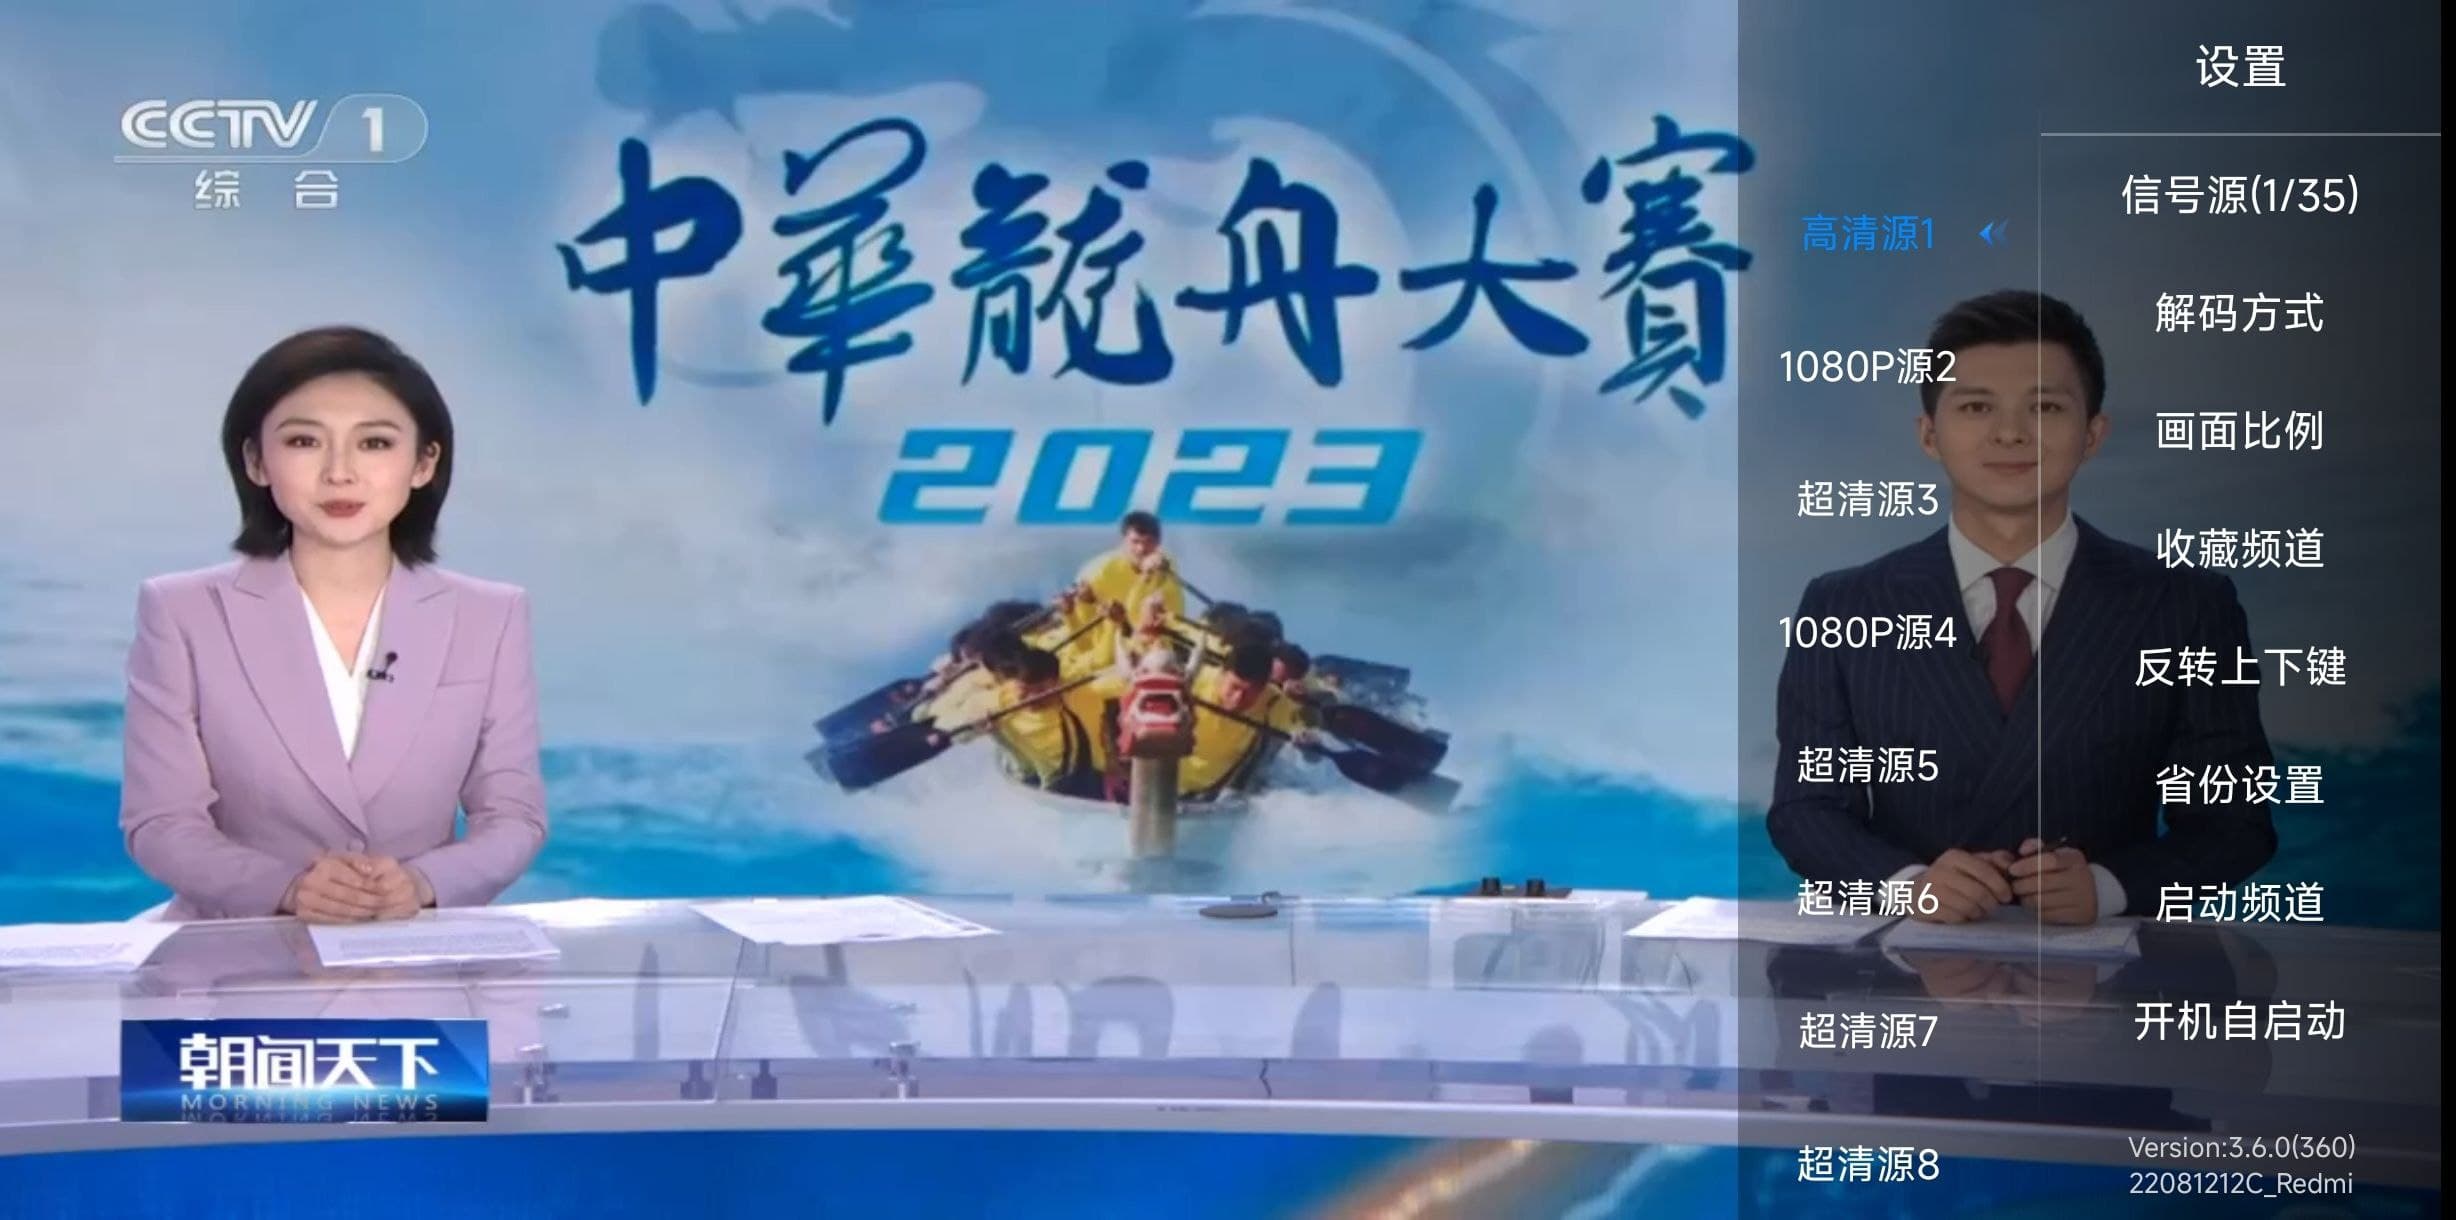 CCTV 1
综 合
中華龍舟大賽
2023
朝闻天下
MORNING NEWS
高清源1
1080P源2
超清源3
1080P源4
超清源5
超清源6
超清源7
超清源8
设置
信号源(1/35)
解码方式
画面比例
收藏频道
反转上下键
省份设置
启动频道
开机自启动
Version:3.6.0(360)
22081212C_Redmi